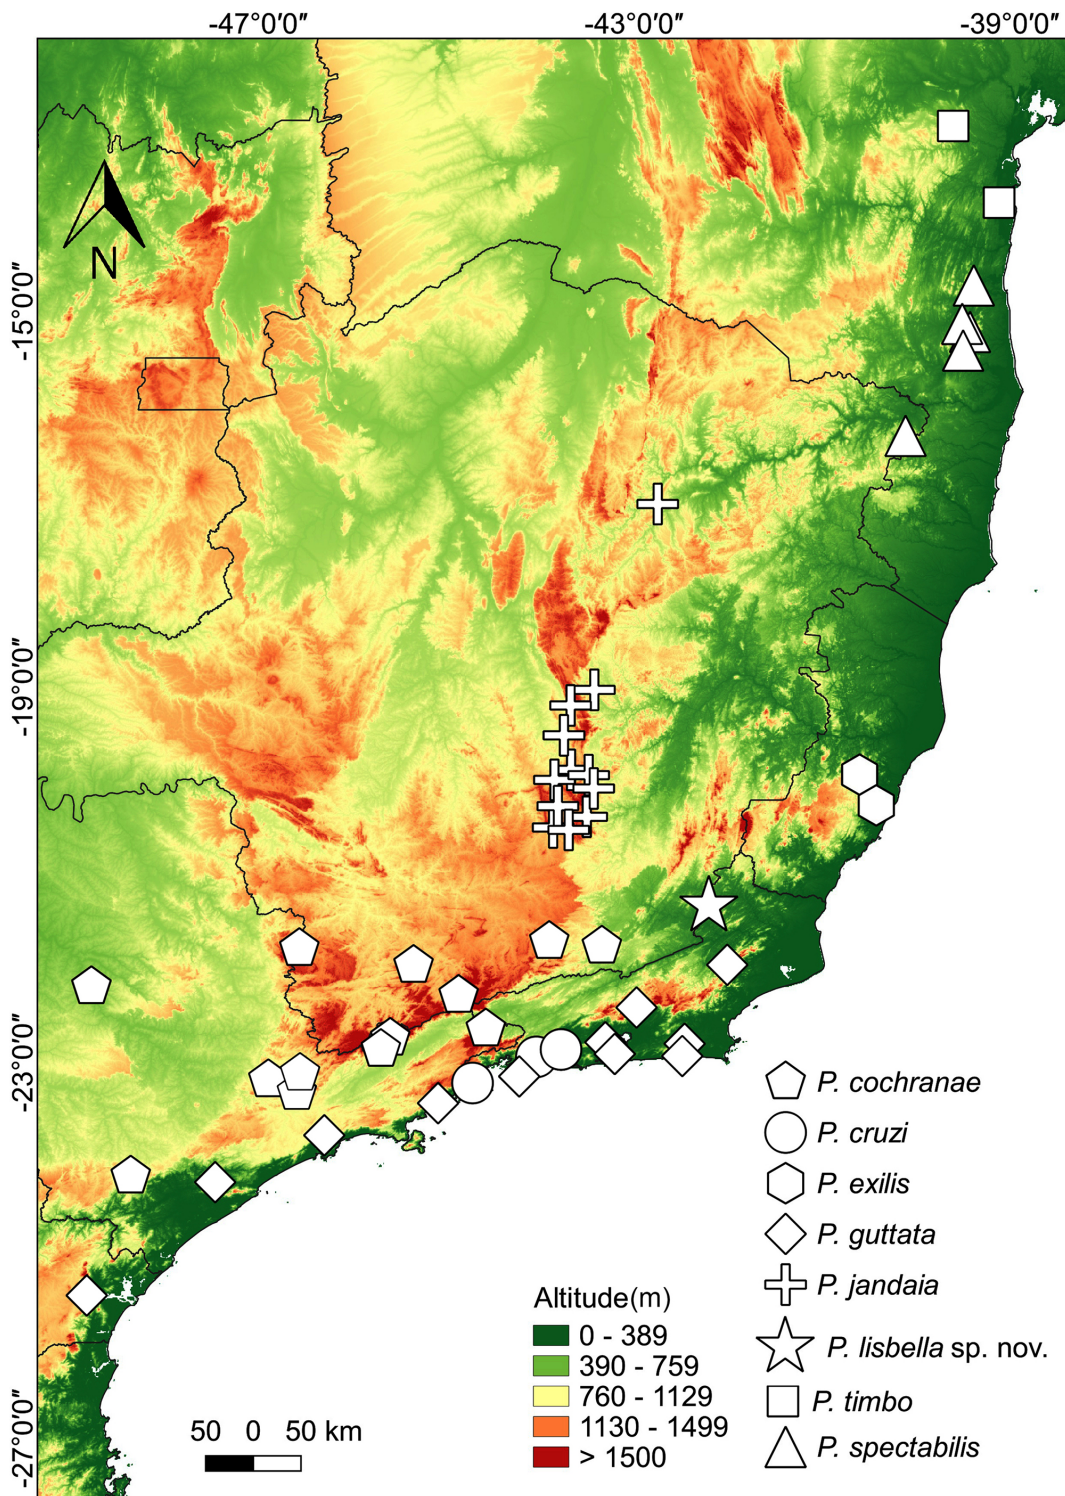 -47°0′0″ -43°0′0″ -39°0′0″
N
-15°0′0″
-19°0′0″
-23°0′0″
-27°0′0″
P. cochranae
P. cruzi
P. exilis
P. guttata
P. jandaia
P. lisbella sp. nov.
P. timbo
P. spectabilis
Altitude(m)
0 - 389
390 - 759
760 - 1129
1130 - 1499
> 1500
50 0 50 km